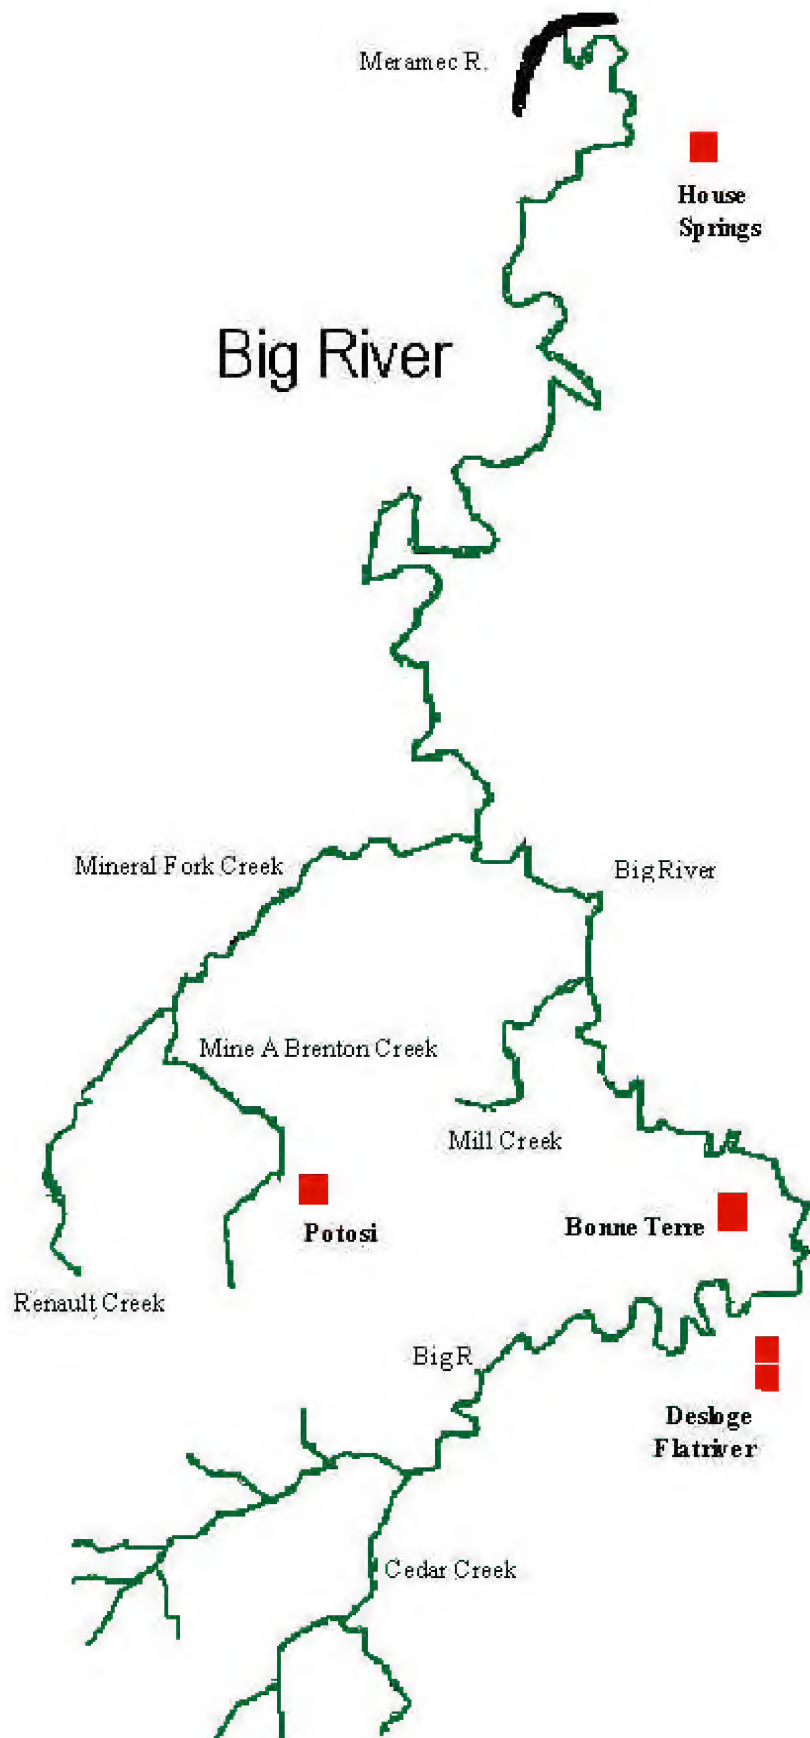 Meramec R.
House
Springs
Big River
Mineral Fork Creek
Big River
Mine A Brenton Creek
Mill Creek
Potosi
Bonne Terre
Renault Creek
Big R
Desloge
Flatriver
Cedar Creek